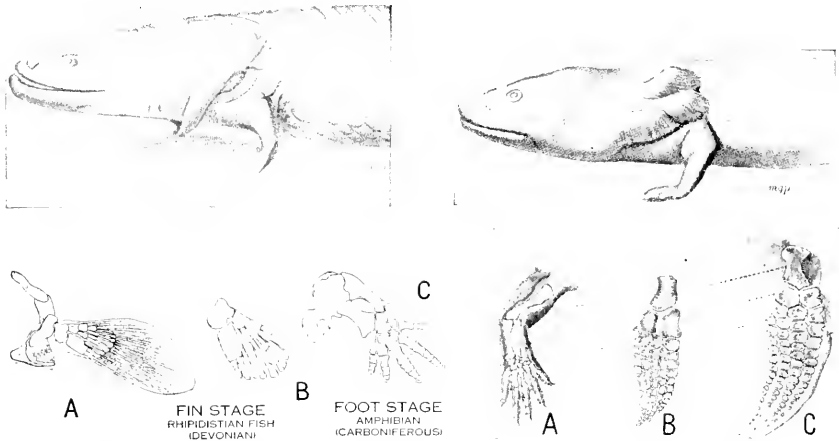 C
A
B
FIN STAGE
RHIPIDISTIAN FISH
(DEVONIAN)
FOOT STAGE
AMPHIBIAN
(CARBONIFEROUS)
A
B
C